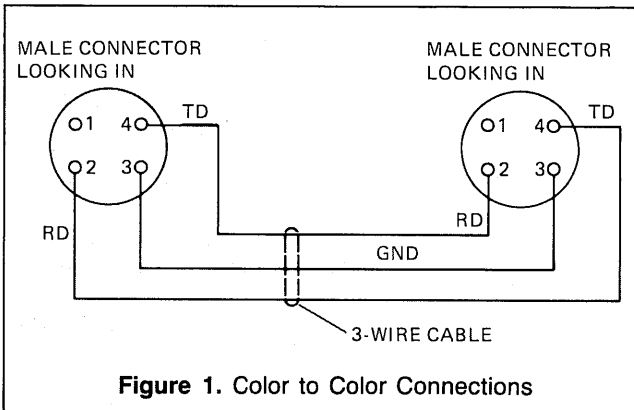 MALE CONNECTOR
LOOKING IN
MALE CONNECTOR
LOOKING IN
TD
TD
1 4
1 4
2 3
2 3
RD
RD
GND
3-WIRE CABLE
Figure 1. Color to Color Connections